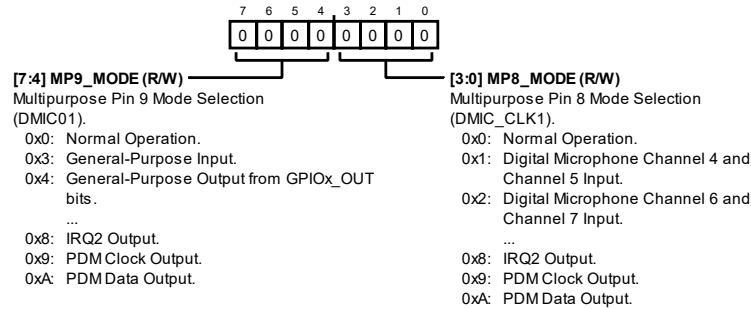 7 6 5 4 3 2 1 0
0 0 0 0 0 0 0 0
[7:4] MP9_MODE (R/W)
Multipurpose Pin 9 Mode Selection
(DMIC01).
0x0: Normal Operation.
0x3: General-Purpose Input.
0x4: General-Purpose Output from GPIOx_OUT
bits.
...
0x8: IRQ2 Output.
0x9: PDM Clock Output.
0xA: PDM Data Output.
[3:0] MP8_MODE (R/W)
Multipurpose Pin 8 Mode Selection
(DMIC_CLK1).
0x0: Normal Operation.
0x1: Digital Microphone Channel 4 and
Channel 5 Input.
0x2: Digital Microphone Channel 6 and
Channel 7 Input.
...
0x8: IRQ2 Output.
0x9: PDM Clock Output.
0xA: PDM Data Output.